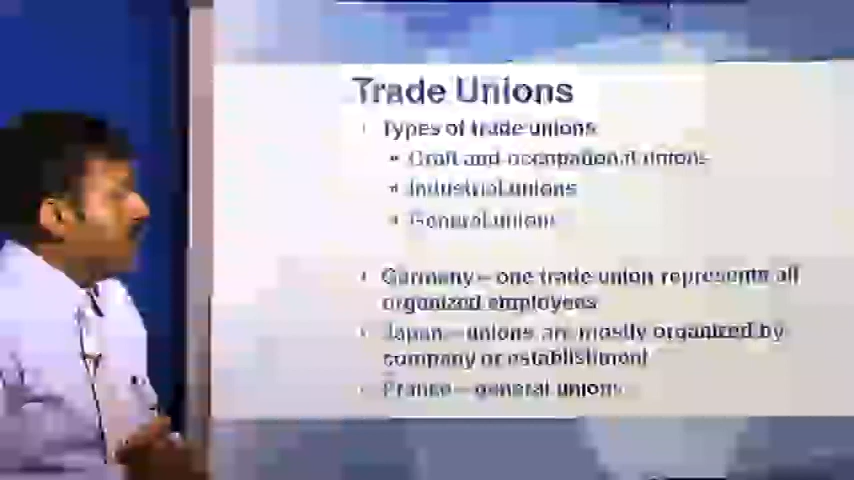 Trade Unions
Types of trade unions
Craft and occupational unions
Industrial unions
General unions
Germany – one trade union represents all
organized employees
Japan – unions are mostly organized by
company or establishment
France – general unions